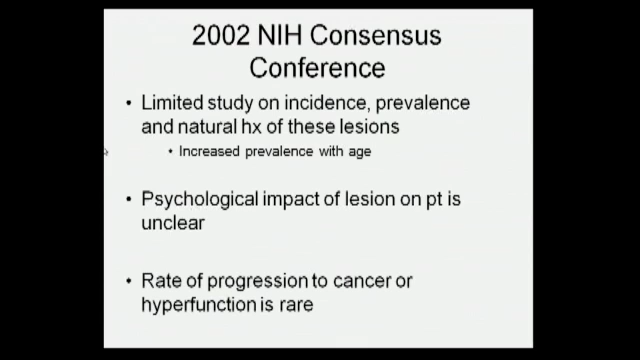 2002 NIH Consensus
Conference
• Limited study on incidence, prevalence
and natural hx of these lesions
• Increased prevalence with age
• Psychological impact of lesion on pt is
unclear
• Rate of progression to cancer or
hyperfunction is rare